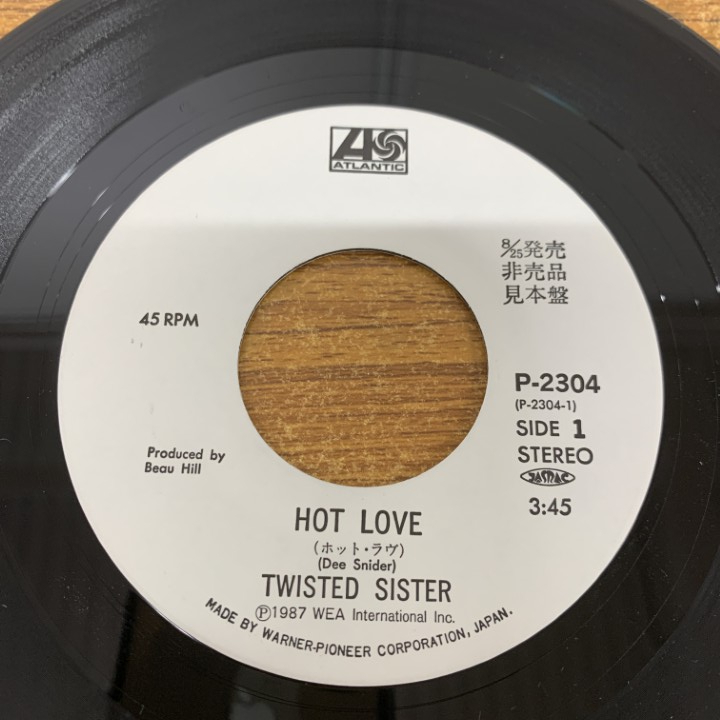 ATLANTIC
8/25発売
非売品
見本盤
45 RPM
P-2304
(P-2304-1)
SIDE 1
STEREO
JASRAC
3:45
Produced by
Beau Hill
HOT LOVE
(ホット・ラヴ)
(Dee Snider)
TWISTED SISTER
Ⓟ1987 WEA International Inc.
MADE BY WARNER-PIONEER CORPORATION, JAPAN.